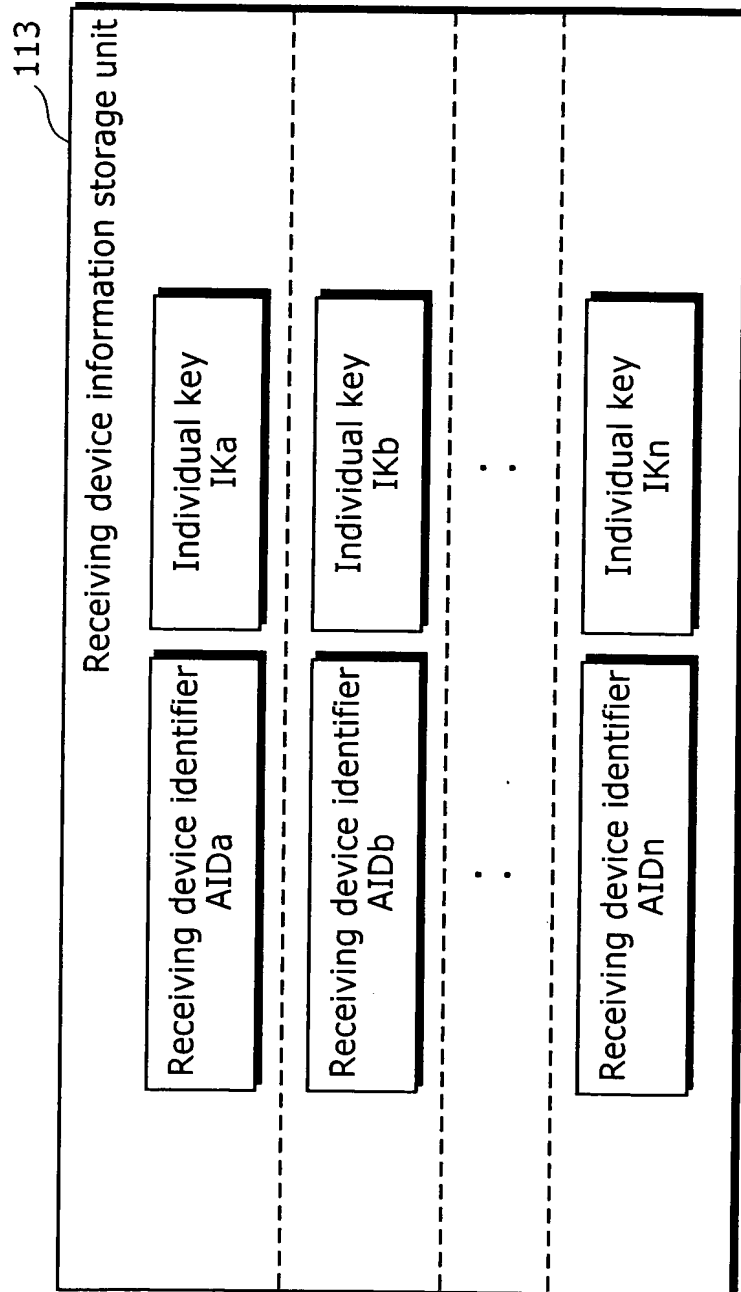 113
Receiving device information storage unit
Receiving device identifier
AIDa
Individual key
IKa
Receiving device identifier
AIDb
Individual key
IKb
Receiving device identifier
AIDn
Individual key
IKn